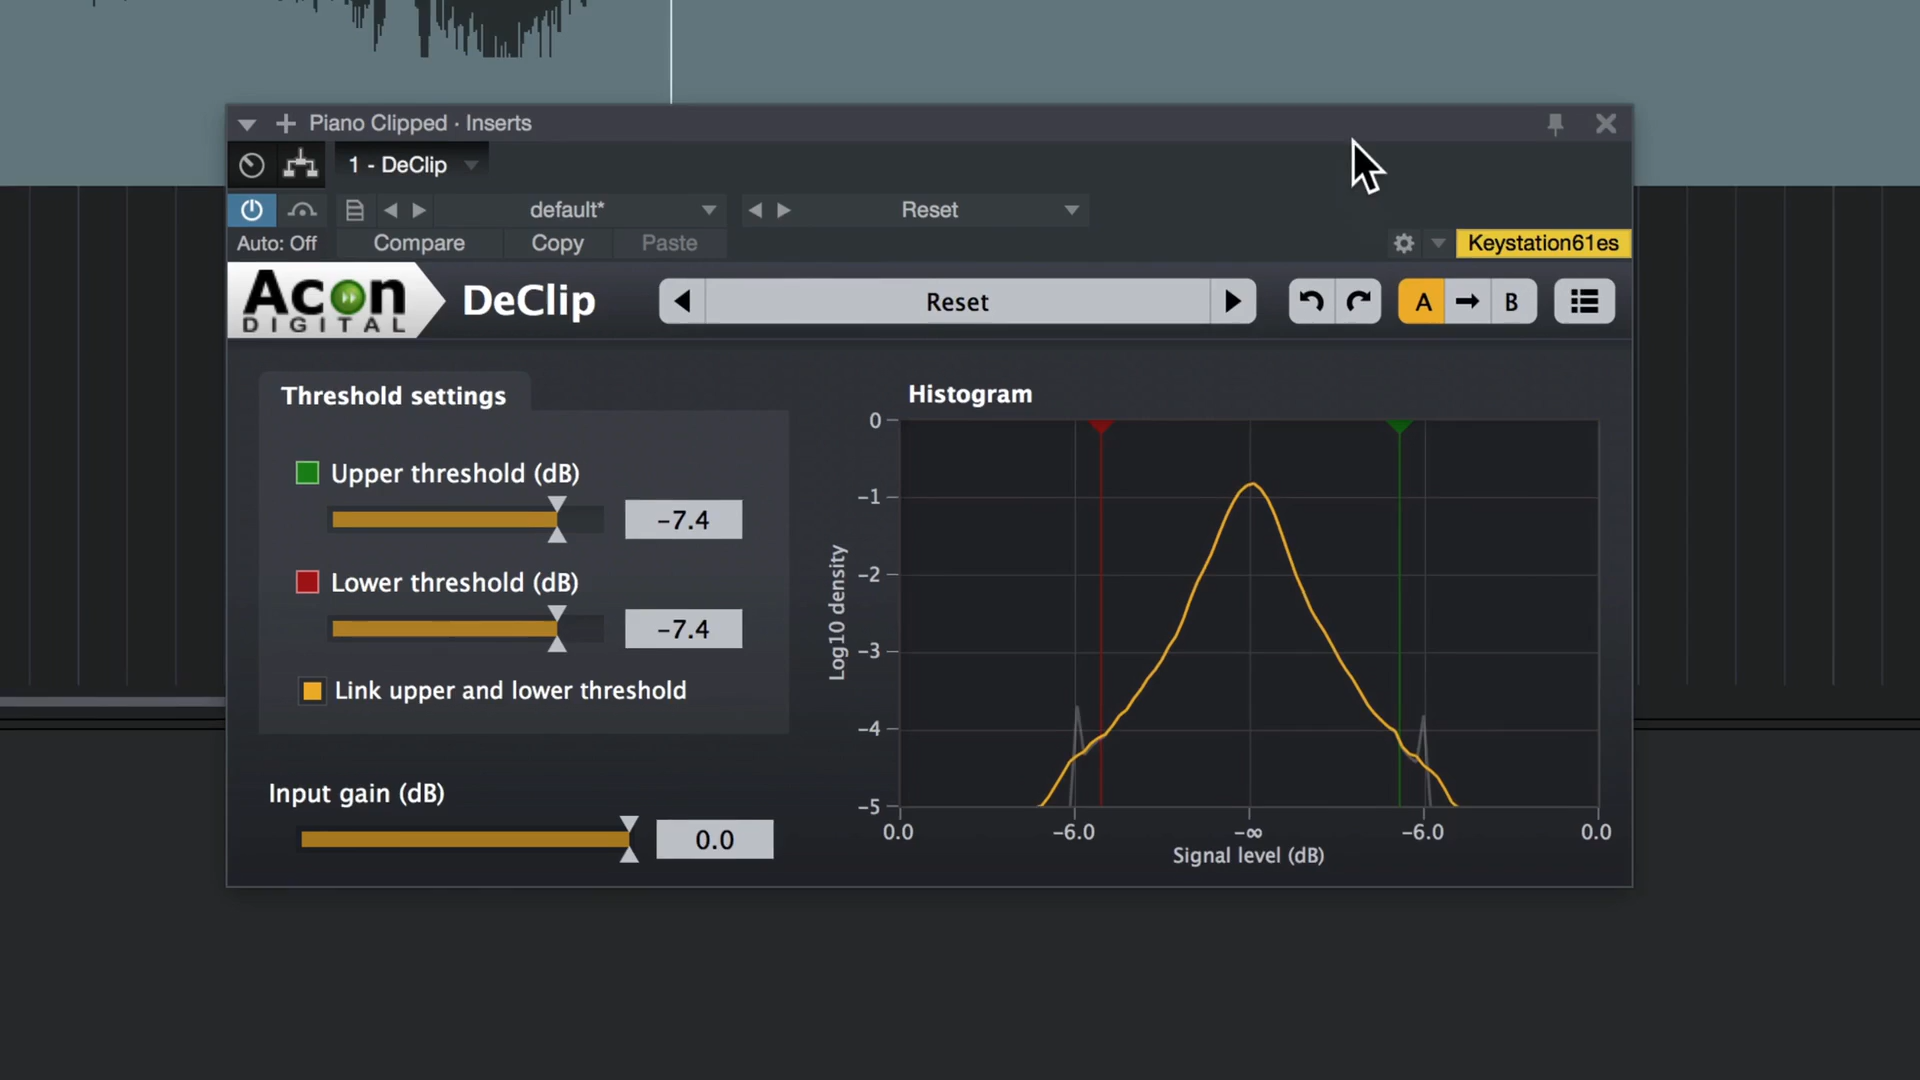 Piano Clipped · Inserts
1 - DeClip
default*
Reset
Auto: Off
Compare
Copy
Paste
Keystation61es
Acon
DIGITAL
DeClip
Reset
A
B
Threshold settings
Upper threshold (dB)
-7.4
Lower threshold (dB)
-7.4
Link upper and lower threshold
Input gain (dB)
0.0
Histogram
0
-1
-2
-3
-4
-5
Log10 density
0.0 -6.0 -∞ -6.0 0.0
Signal level (dB)